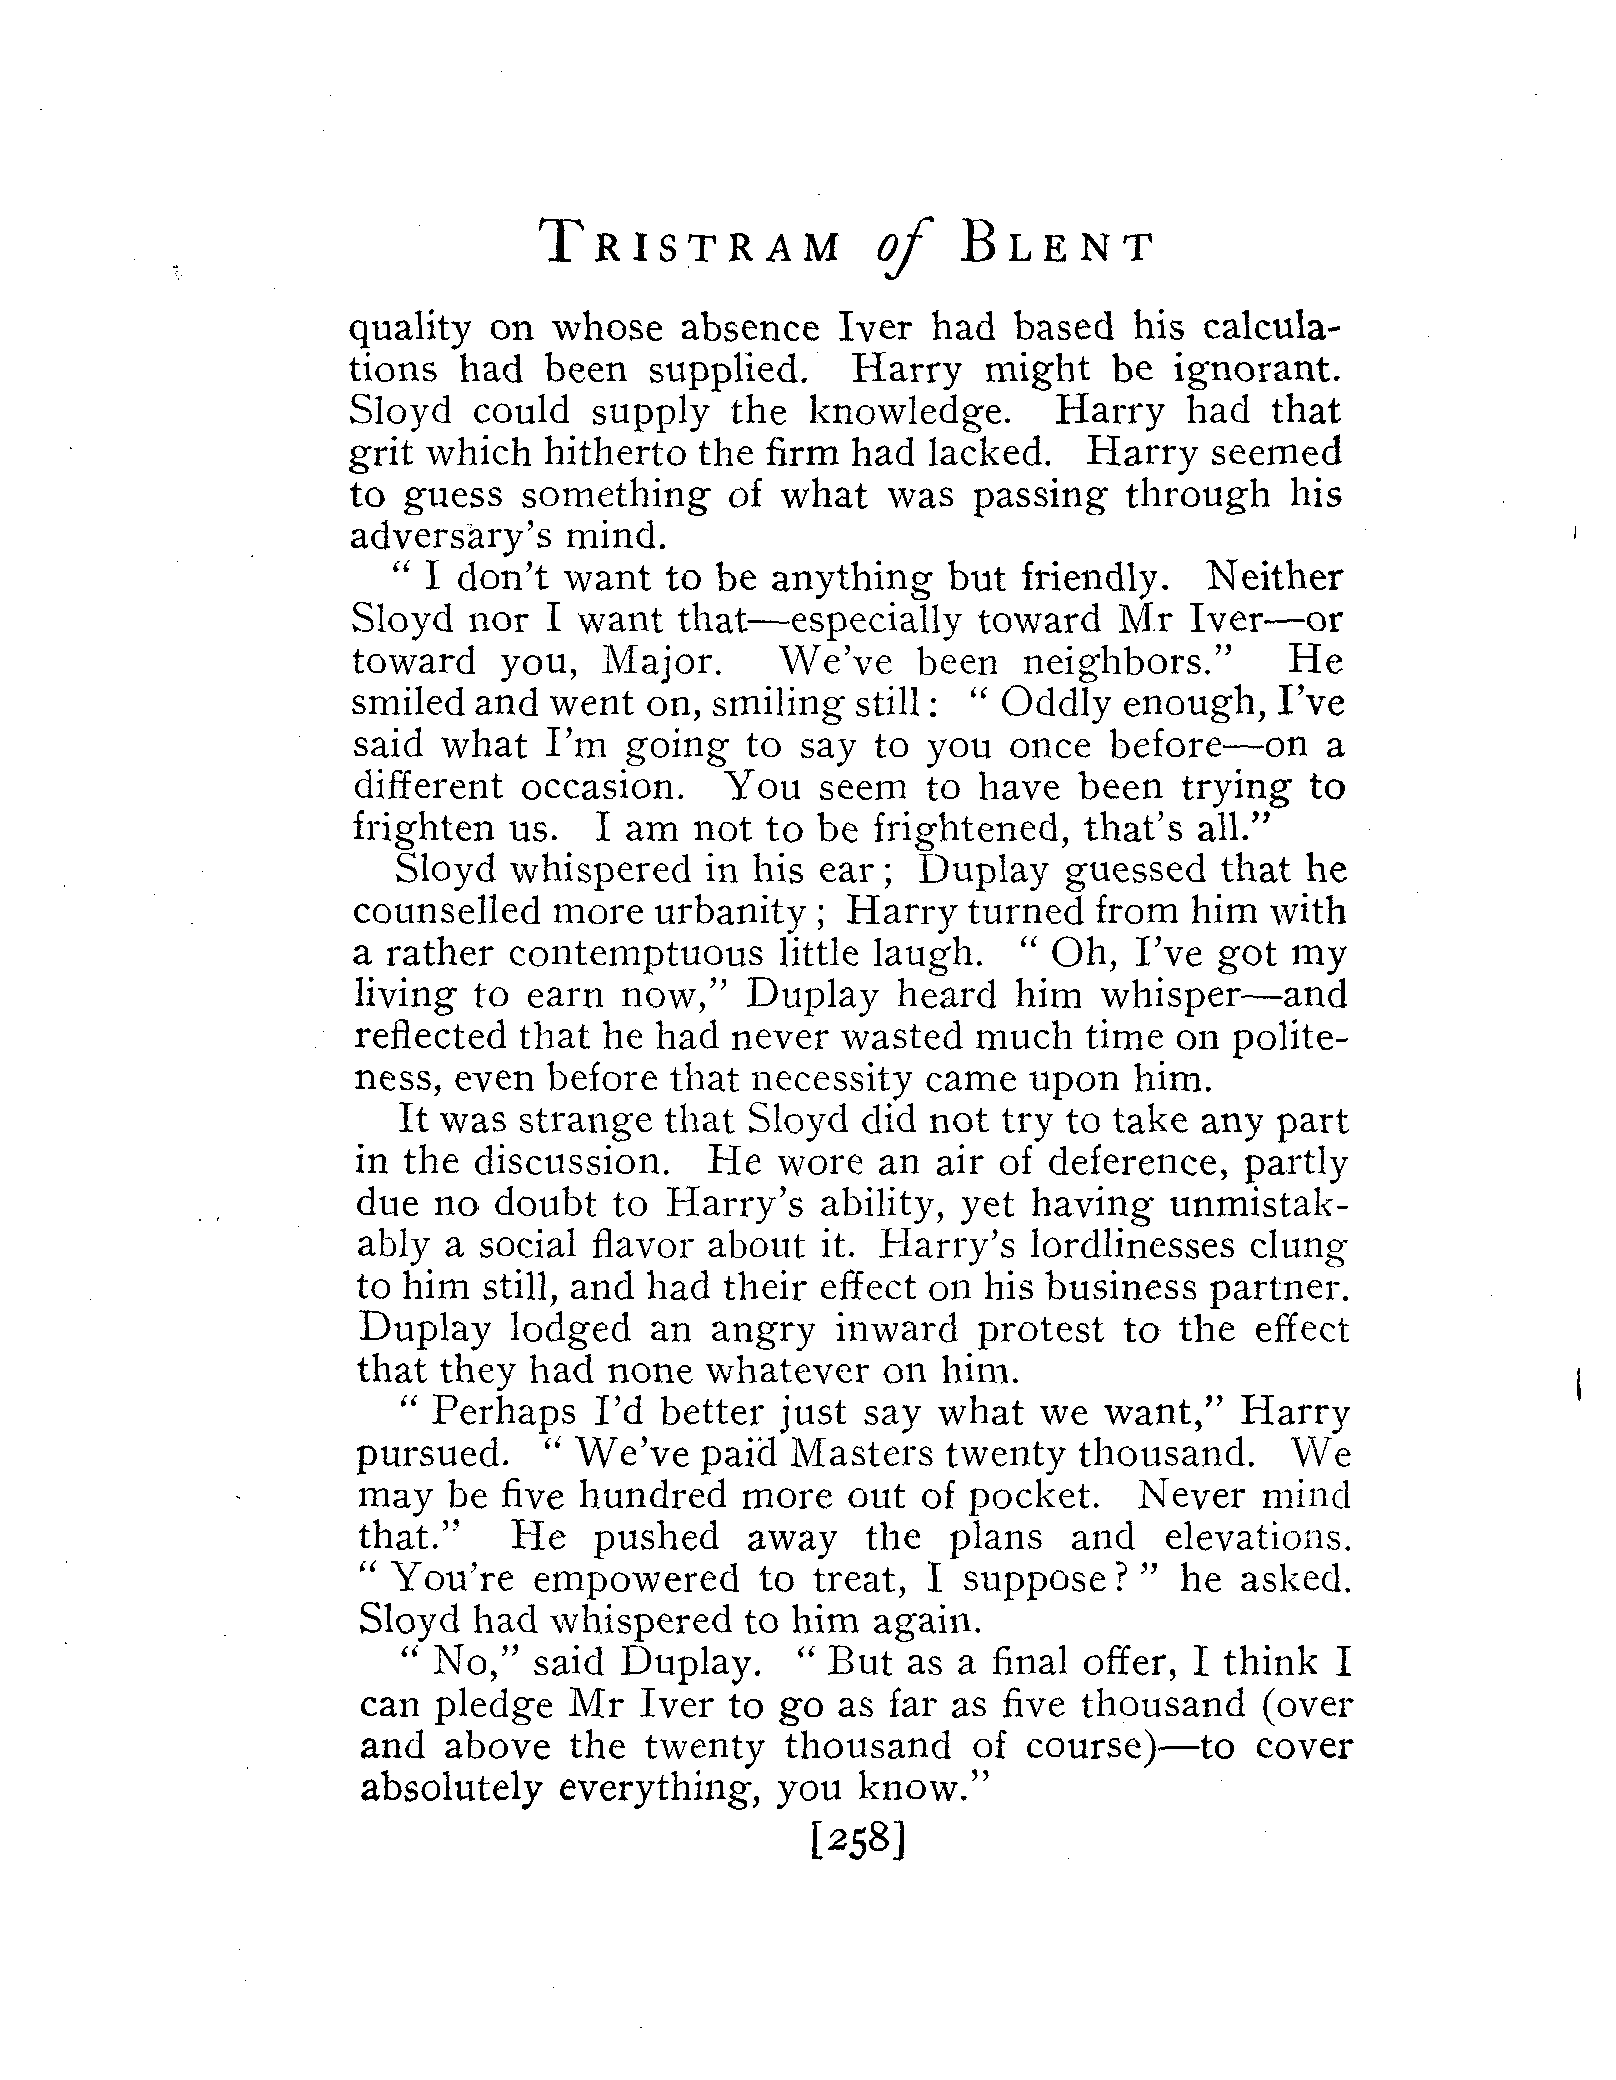 TRISTRAM of BLENT
quality on whose absence Iver had based his calcula-
tions had been supplied. Harry might be ignorant.
Sloyd could supply the knowledge. Harry had that
grit which hitherto the firm had lacked. Harry seemed
to guess something of what was passing through his
adversary's mind.
“ I don't want to be anything but friendly. Neither
Sloyd nor I want that—especially toward Mr Iver—or
toward you, Major. We've been neighbors.” He
smiled and went on, smiling still : “ Oddly enough, I've
said what I'm going to say to you once before—on a
different occasion. You seem to have been trying to
frighten us. I am not to be frightened, that's all.”
Sloyd whispered in his ear ; Duplay guessed that he
counselled more urbanity ; Harry turned from him with
a rather contemptuous little laugh. “ Oh, I've got my
living to earn now,” Duplay heard him whisper—and
reflected that he had never wasted much time on polite-
ness, even before that necessity came upon him.
It was strange that Sloyd did not try to take any part
in the discussion. He wore an air of deference, partly
due no doubt to Harry's ability, yet having unmistak-
ably a social flavor about it. Harry's lordlinesses clung
to him still, and had their effect on his business partner.
Duplay lodged an angry inward protest to the effect
that they had none whatever on him.
“ Perhaps I'd better just say what we want,” Harry
pursued. “ We've paid Masters twenty thousand. We
may be five hundred more out of pocket. Never mind
that.” He pushed away the plans and elevations.
“ You're empowered to treat, I suppose ? ” he asked.
Sloyd had whispered to him again.
“ No,” said Duplay. “ But as a final offer, I think I
can pledge Mr Iver to go as far as five thousand (over
and above the twenty thousand of course)—to cover
absolutely everything, you know.”
[258]